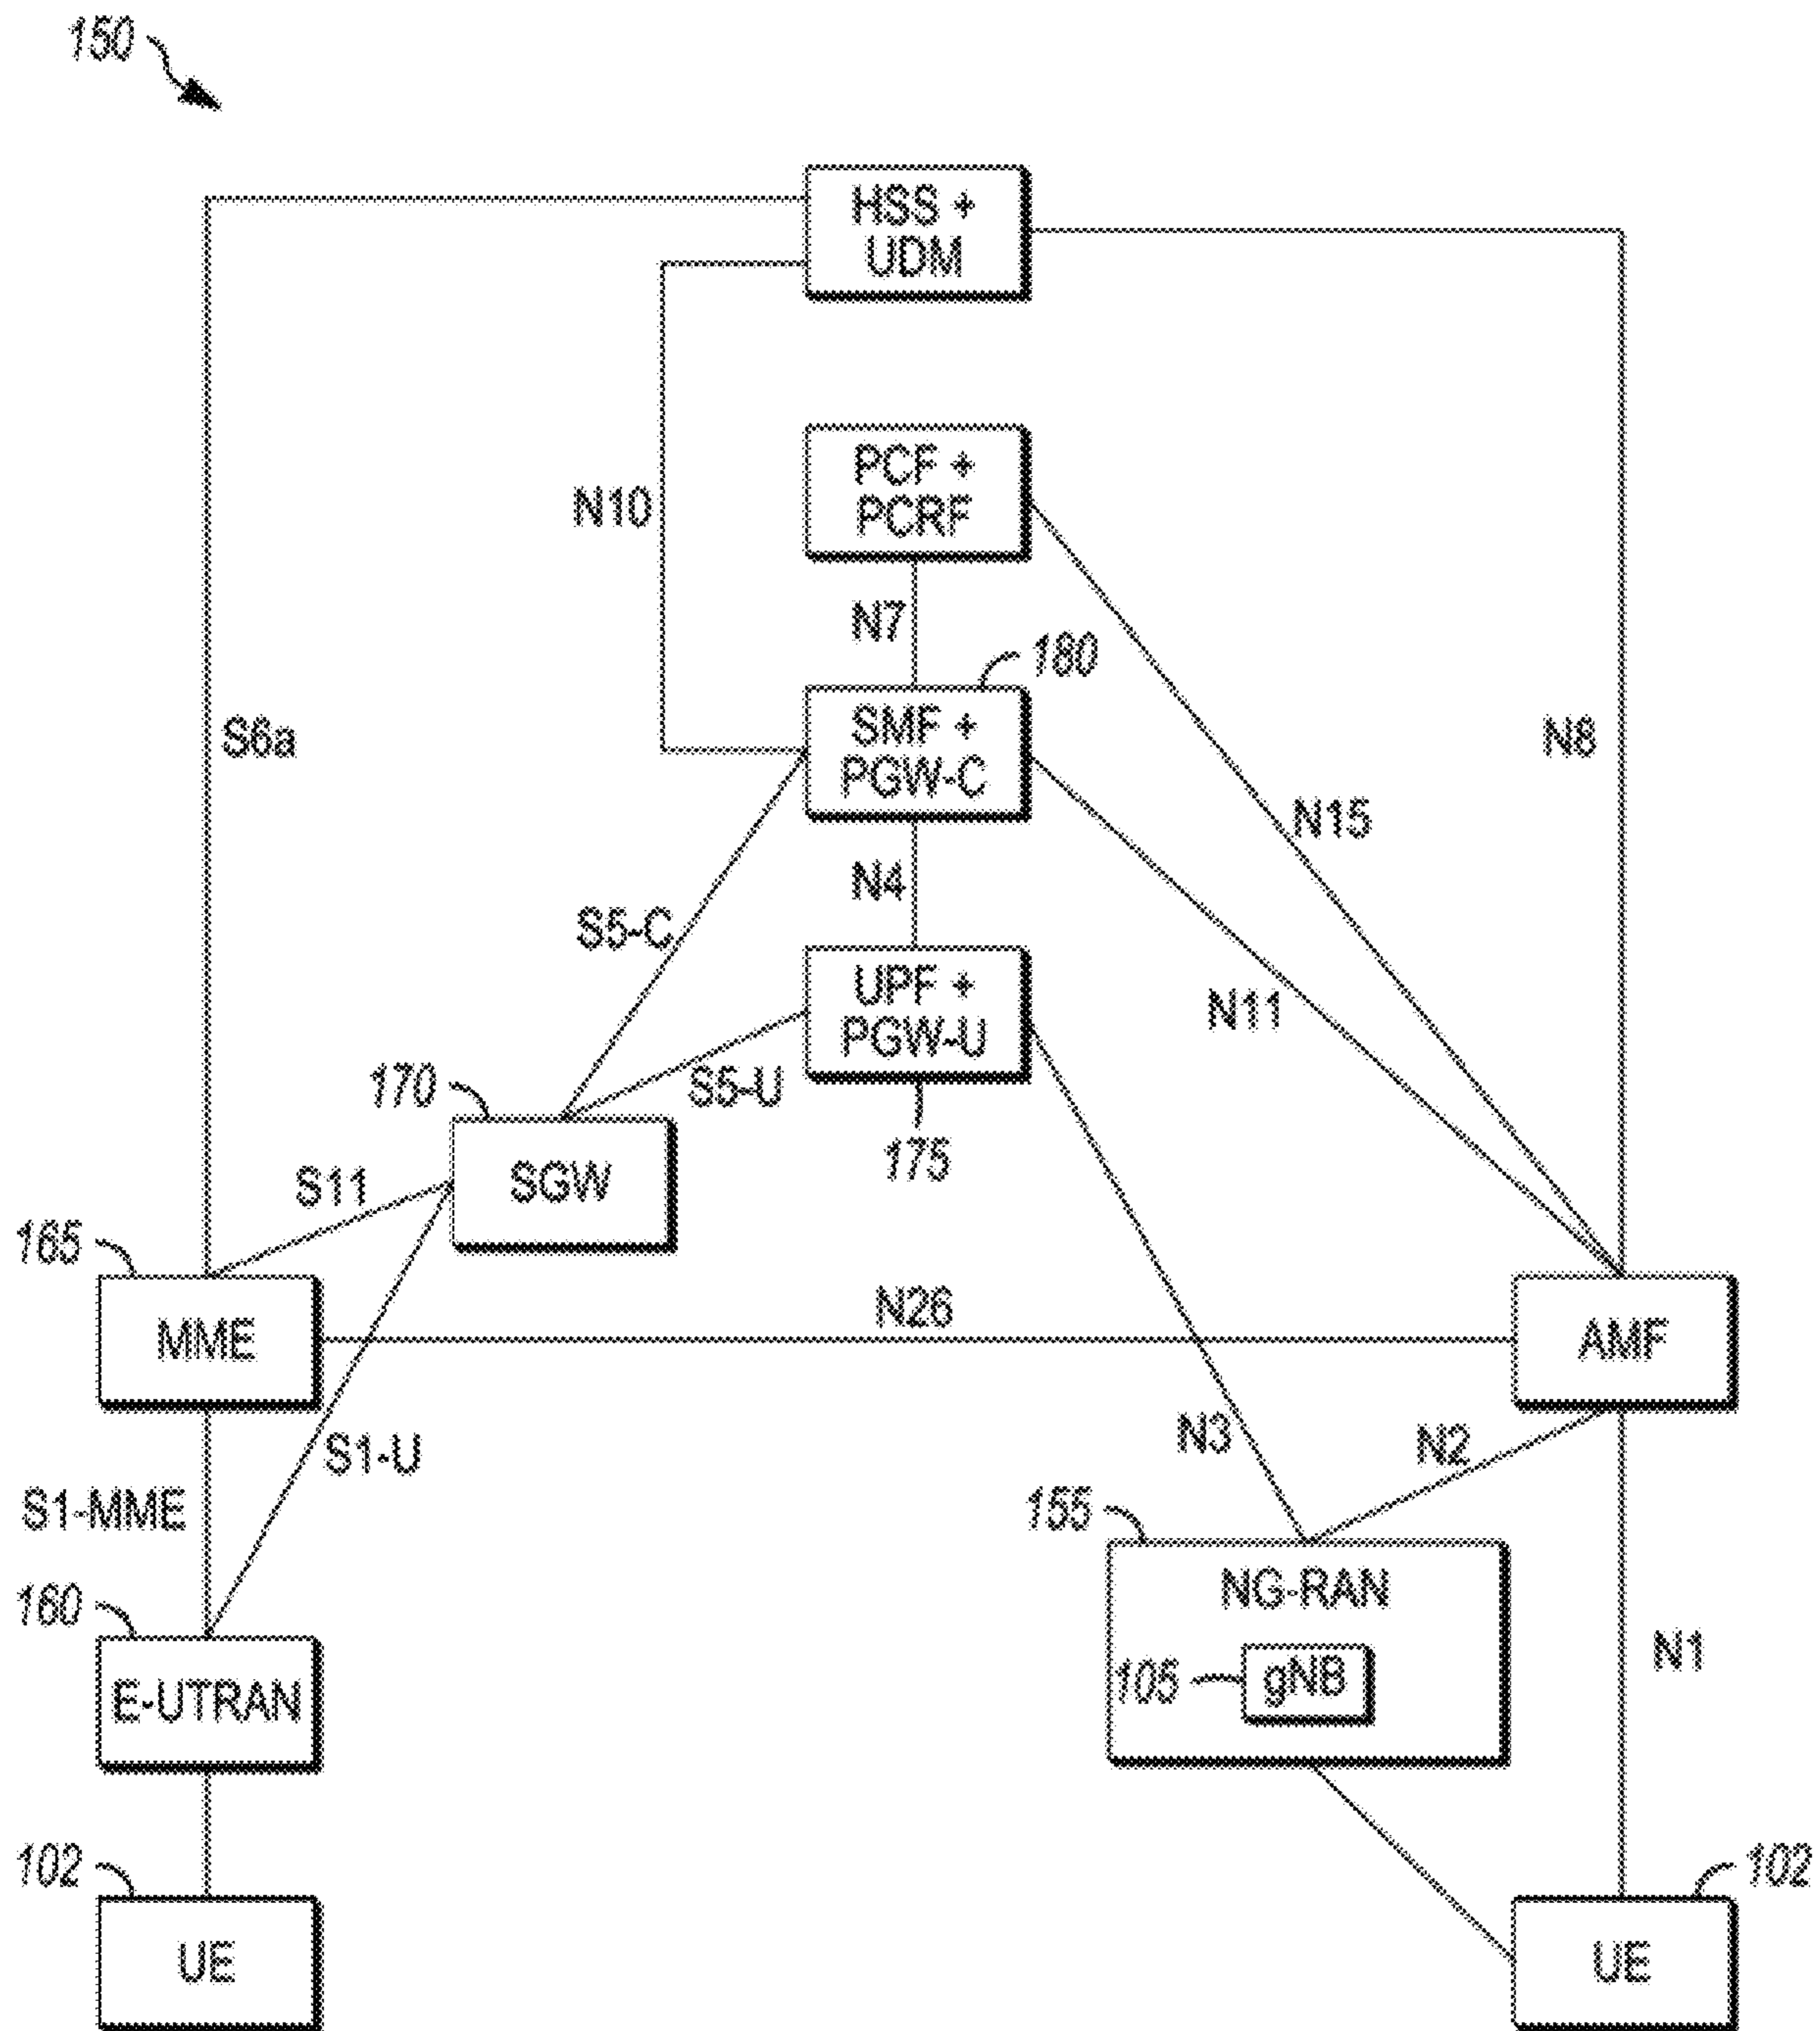 150
HSS +
UDM
PCF +
PCRF
N10
N7
180
SMF +
PGW-C
S6a
N8
N15
N4
S5-C
UPF +
PGW-U
N11
S5-U
170
175
SGW
S11
165
MME
N26
AMF
S1-U
N3
N2
S1-MME
155
NG-RAN
160
E-UTRAN
105
gNB
N1
102
UE
102
UE